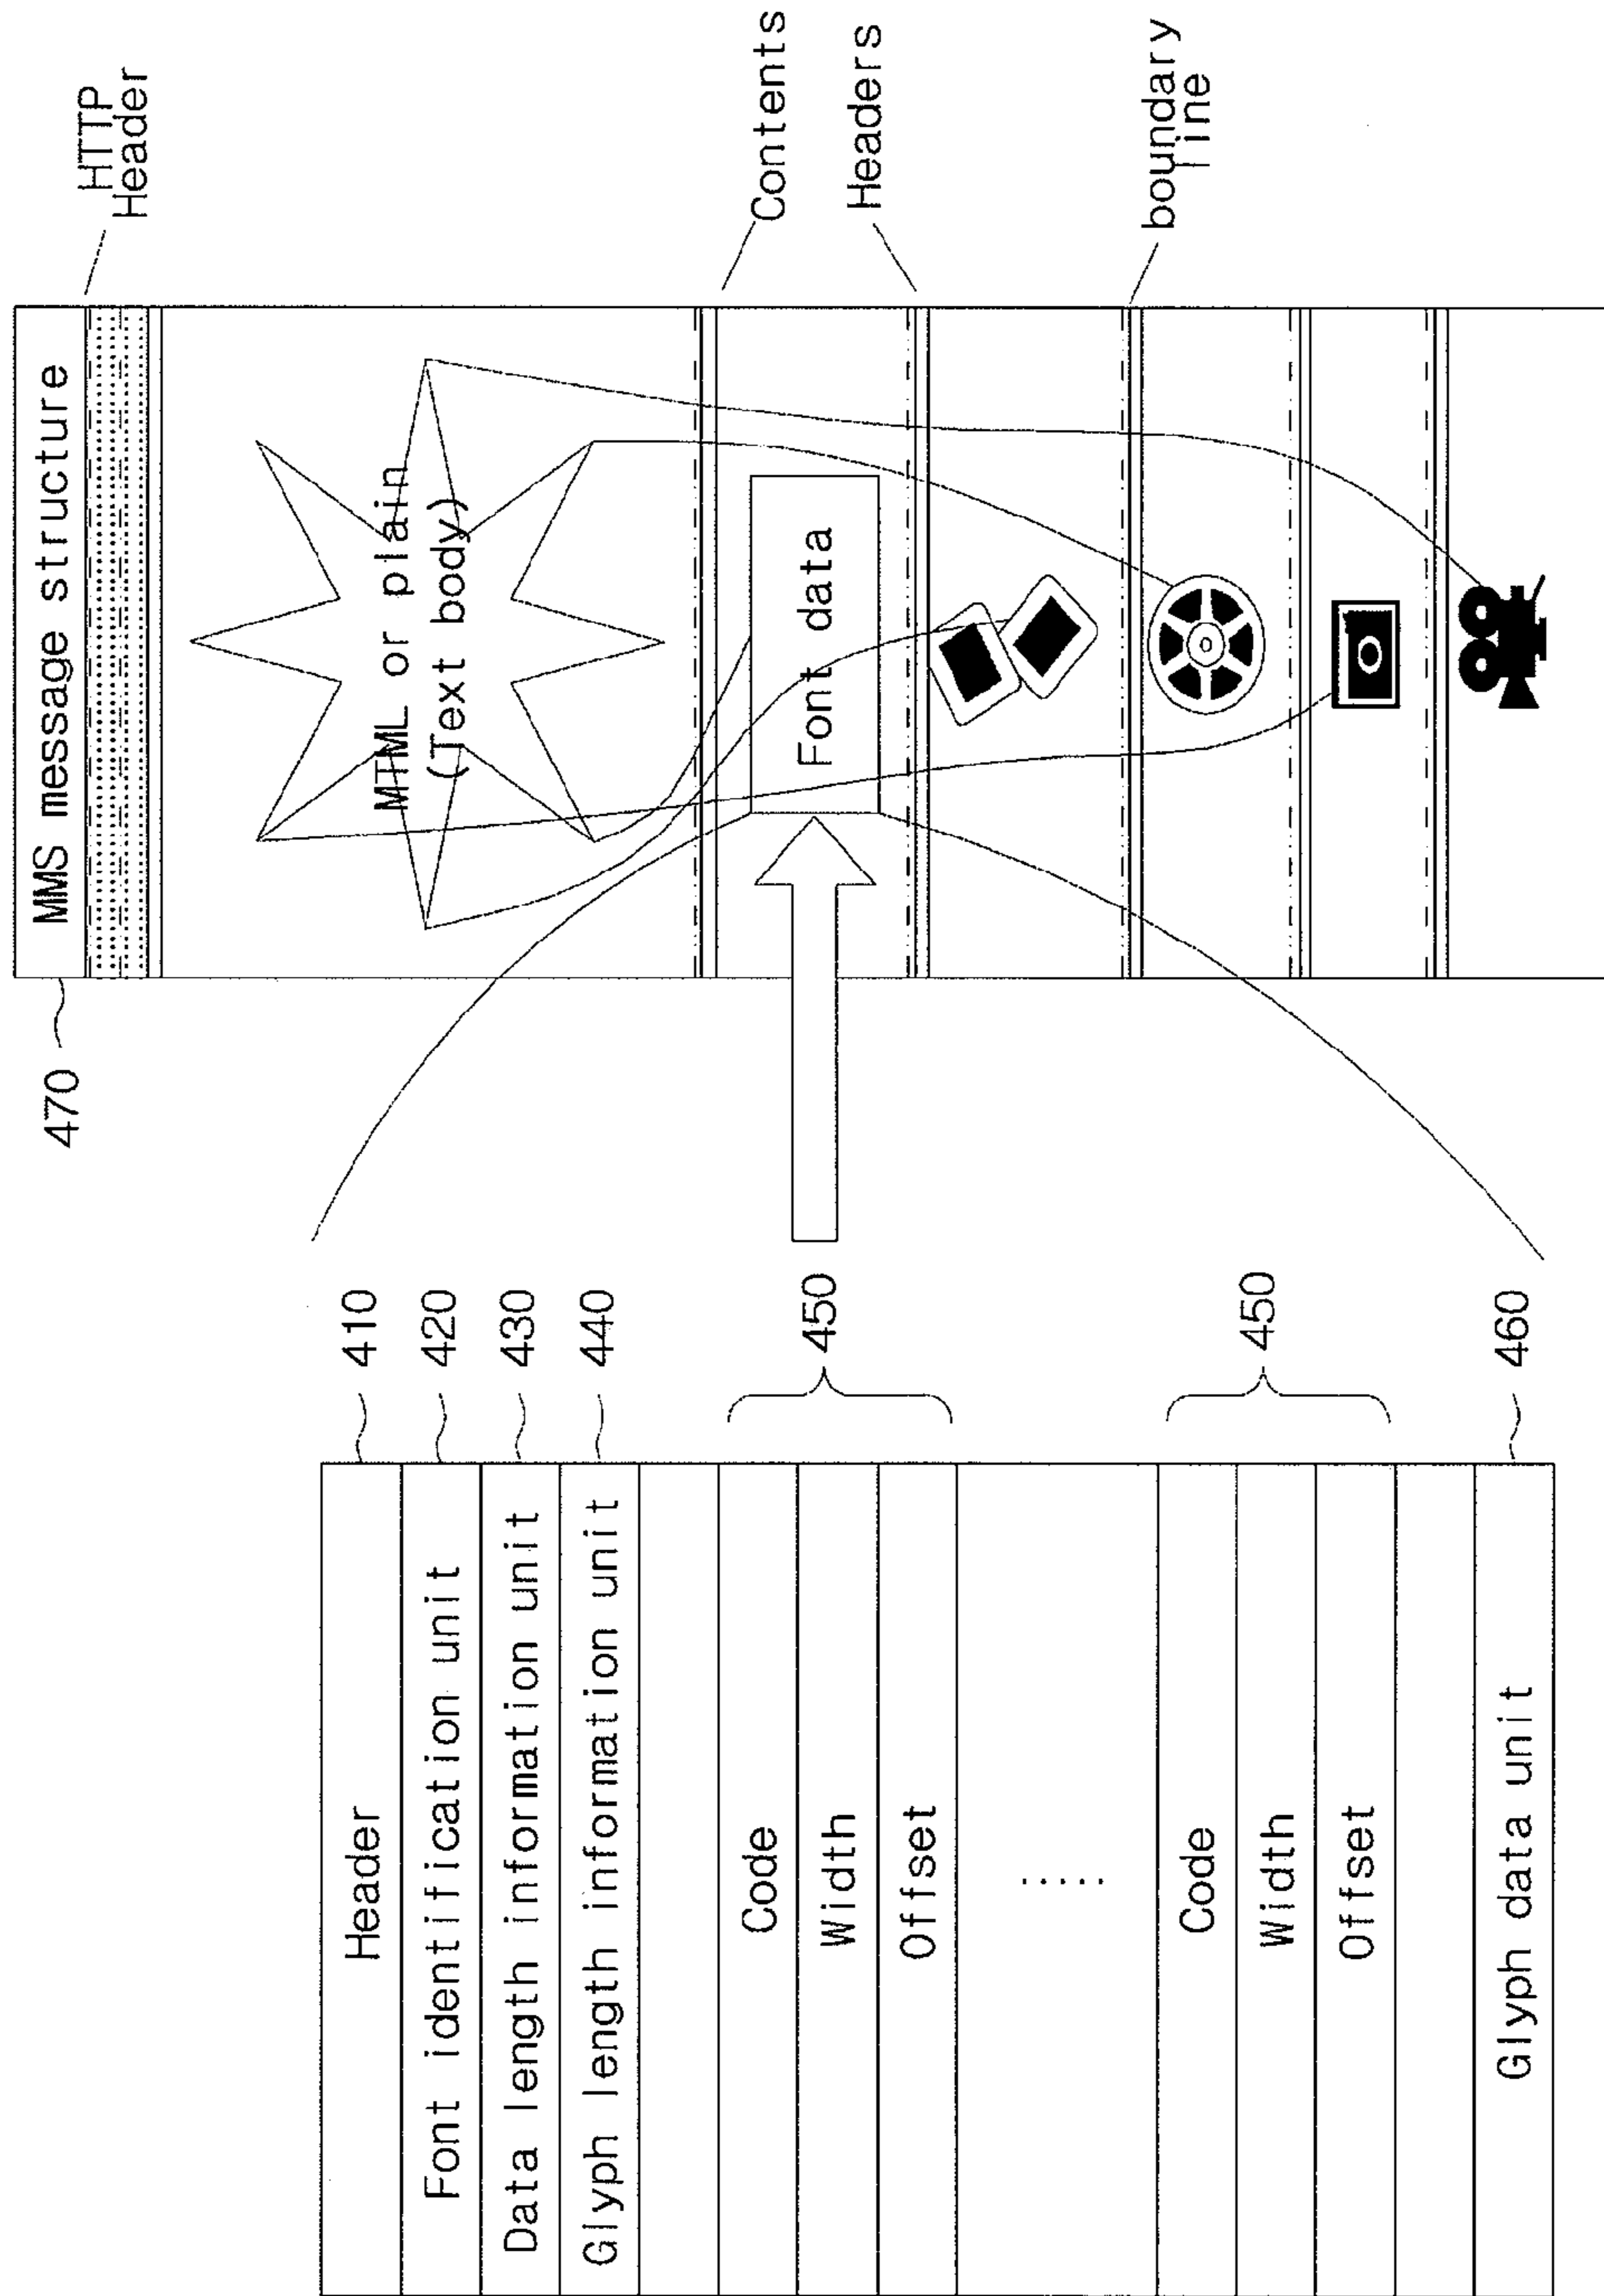 Header
410
Font identification unit
420
Data length information unit
430
Glyph length information unit
440
Code
Width
Offset
450
.....
Code
Width
Offset
450
Glyph data unit
460
470
MMS message structure
HTTP
Header
MTML or plain
(Text body)
Contents
Font data
Headers
boundary
line